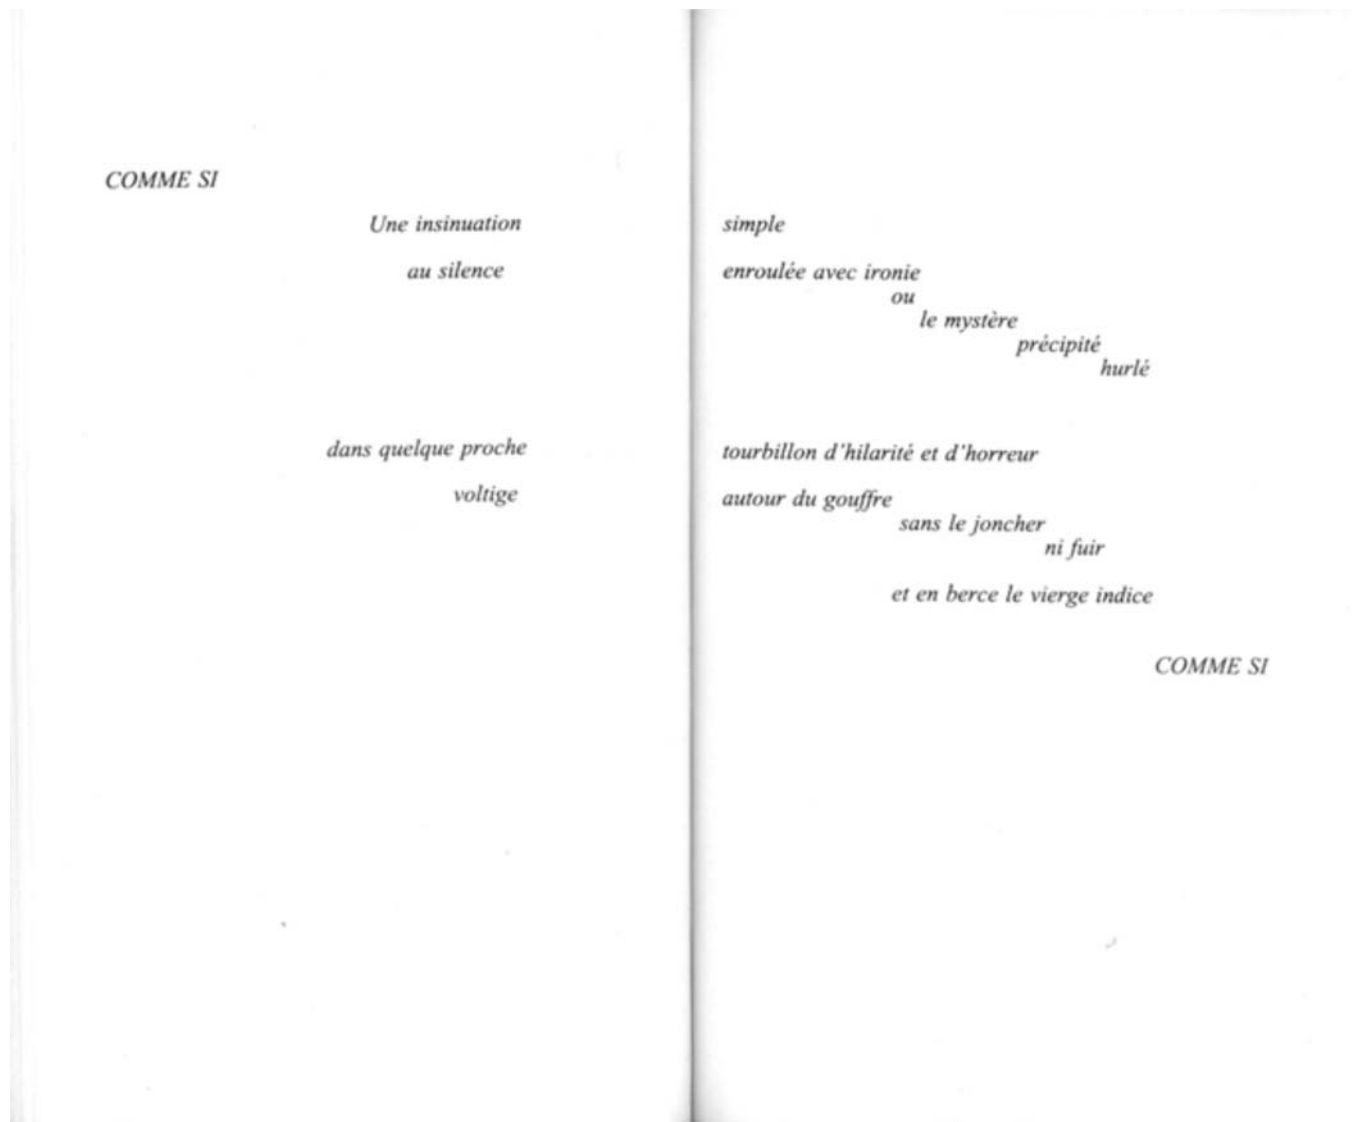 COMME SI
Une insinuation simple
au silence enroulée avec ironie
ou
le mystère
précipité
hurlé
dans quelque proche tourbillon d'hilarité et d'horreur
voltige autour du gouffre
sans le joncher
ni fuir
et en berce le vierge indice
COMME SI